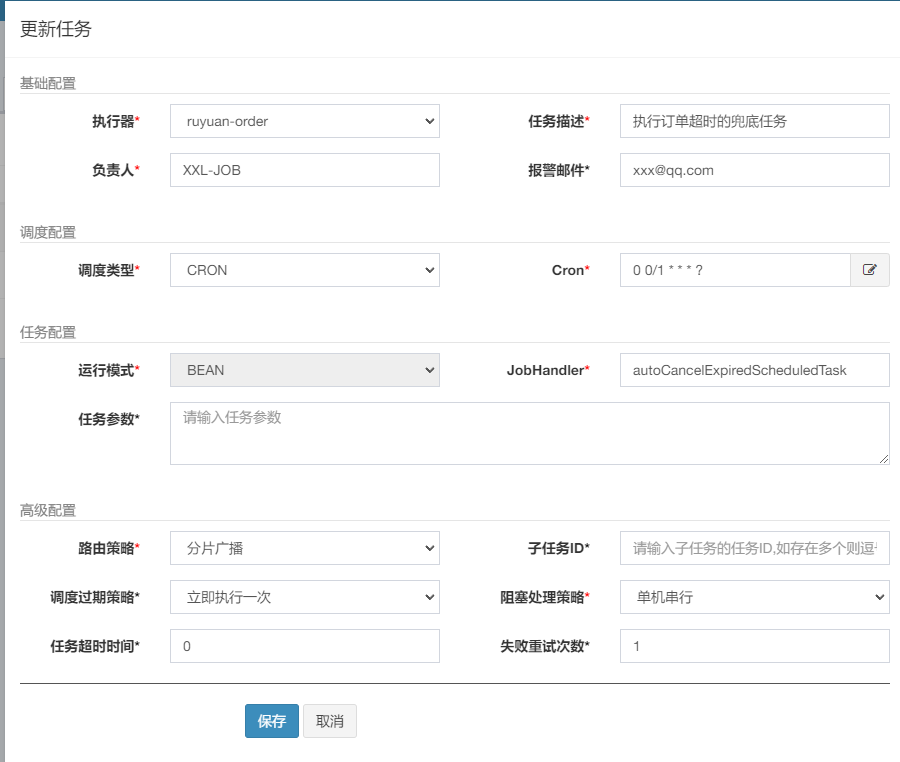 更新任务
基础配置
执行器* ruyuan-order 任务描述* 执行订单超时的兜底任务
负责人* XXL-JOB 报警邮件* xxx@qq.com
调度配置
调度类型* CRON Cron* 0 0/1 * * * ?
任务配置
运行模式* BEAN JobHandler* autoCancelExpiredScheduledTask
任务参数* 请输入任务参数
高级配置
路由策略* 分片广播 子任务ID* 请输入子任务的任务ID,如存在多个则逗
调度过期策略* 立即执行一次 阻塞处理策略* 单机串行
任务超时时间* 0 失败重试次数* 1
保存 取消